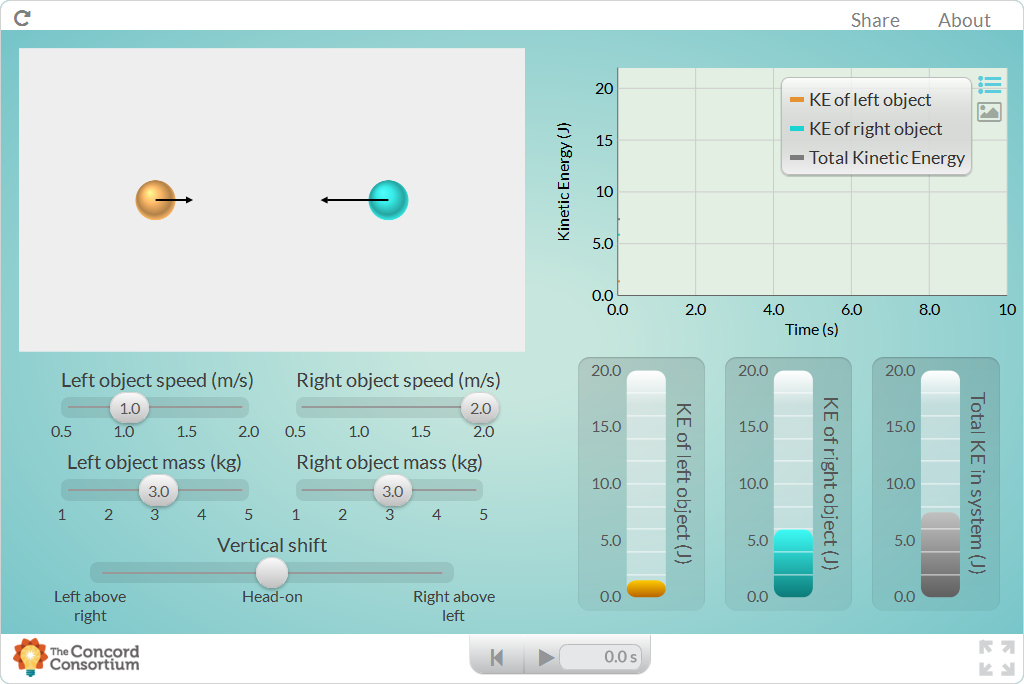 Share About
KE of left object
KE of right object
Total Kinetic Energy
20
15
10
5.0
0.0
Kinetic Energy (J)
0.0 2.0 4.0 6.0 8.0 10
Time (s)
Left object speed (m/s)
1.0
0.5 1.0 1.5 2.0
Right object speed (m/s)
2.0
0.5 1.0 1.5 2.0
Left object mass (kg)
3.0
1 2 3 4 5
Right object mass (kg)
3.0
1 2 3 4 5
Vertical shift
Left above
right
Head-on
Right above
left
20.0
15.0
10.0
5.0
0.0
KE of left object (J)
20.0
15.0
10.0
5.0
0.0
KE of right object (J)
20.0
15.0
10.0
5.0
0.0
Total KE in system (J)
The Concord
Consortium
0.0 s